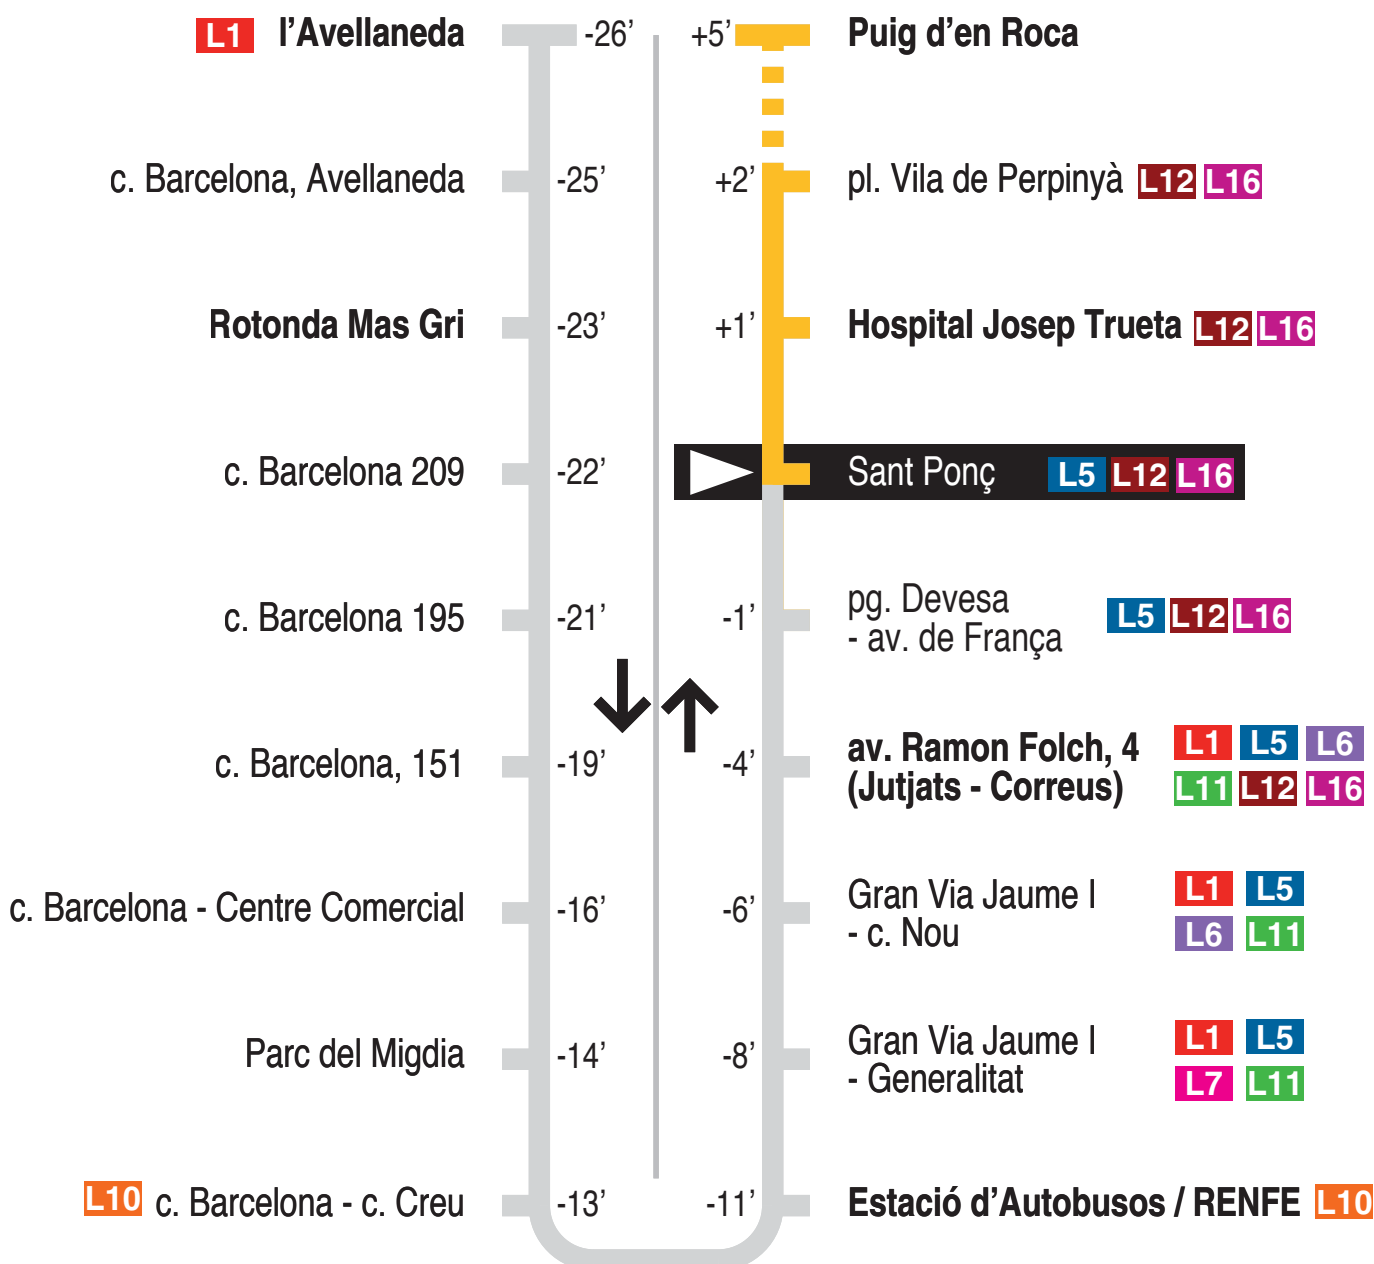 L1 l’Avellaneda -26’ +5’ Puig d’en Roca
c. Barcelona, Avellaneda -25’ +2’ pl. Vila de Perpinyà L12 L16
Rotonda Mas Gri -23’ +1’ Hospital Josep Trueta L12 L16
c. Barcelona 209 -22’ Sant Ponç L5 L12 L16
c. Barcelona 195 -21’ -1’ pg. Devesa
- av. de França L5 L12 L16
c. Barcelona, 151 -19’ -4’ av. Ramon Folch, 4 L1 L5 L6
(Jutjats - Correus) L11 L12 L16
c. Barcelona - Centre Comercial -16’ -6’ Gran Via Jaume I L1 L5
- c. Nou L6 L11
Parc del Migdia -14’ -8’ Gran Via Jaume I L1 L5
- Generalitat L7 L11
L10 c. Barcelona - c. Creu -13’ -11’ Estació d’Autobusos / RENFE L10